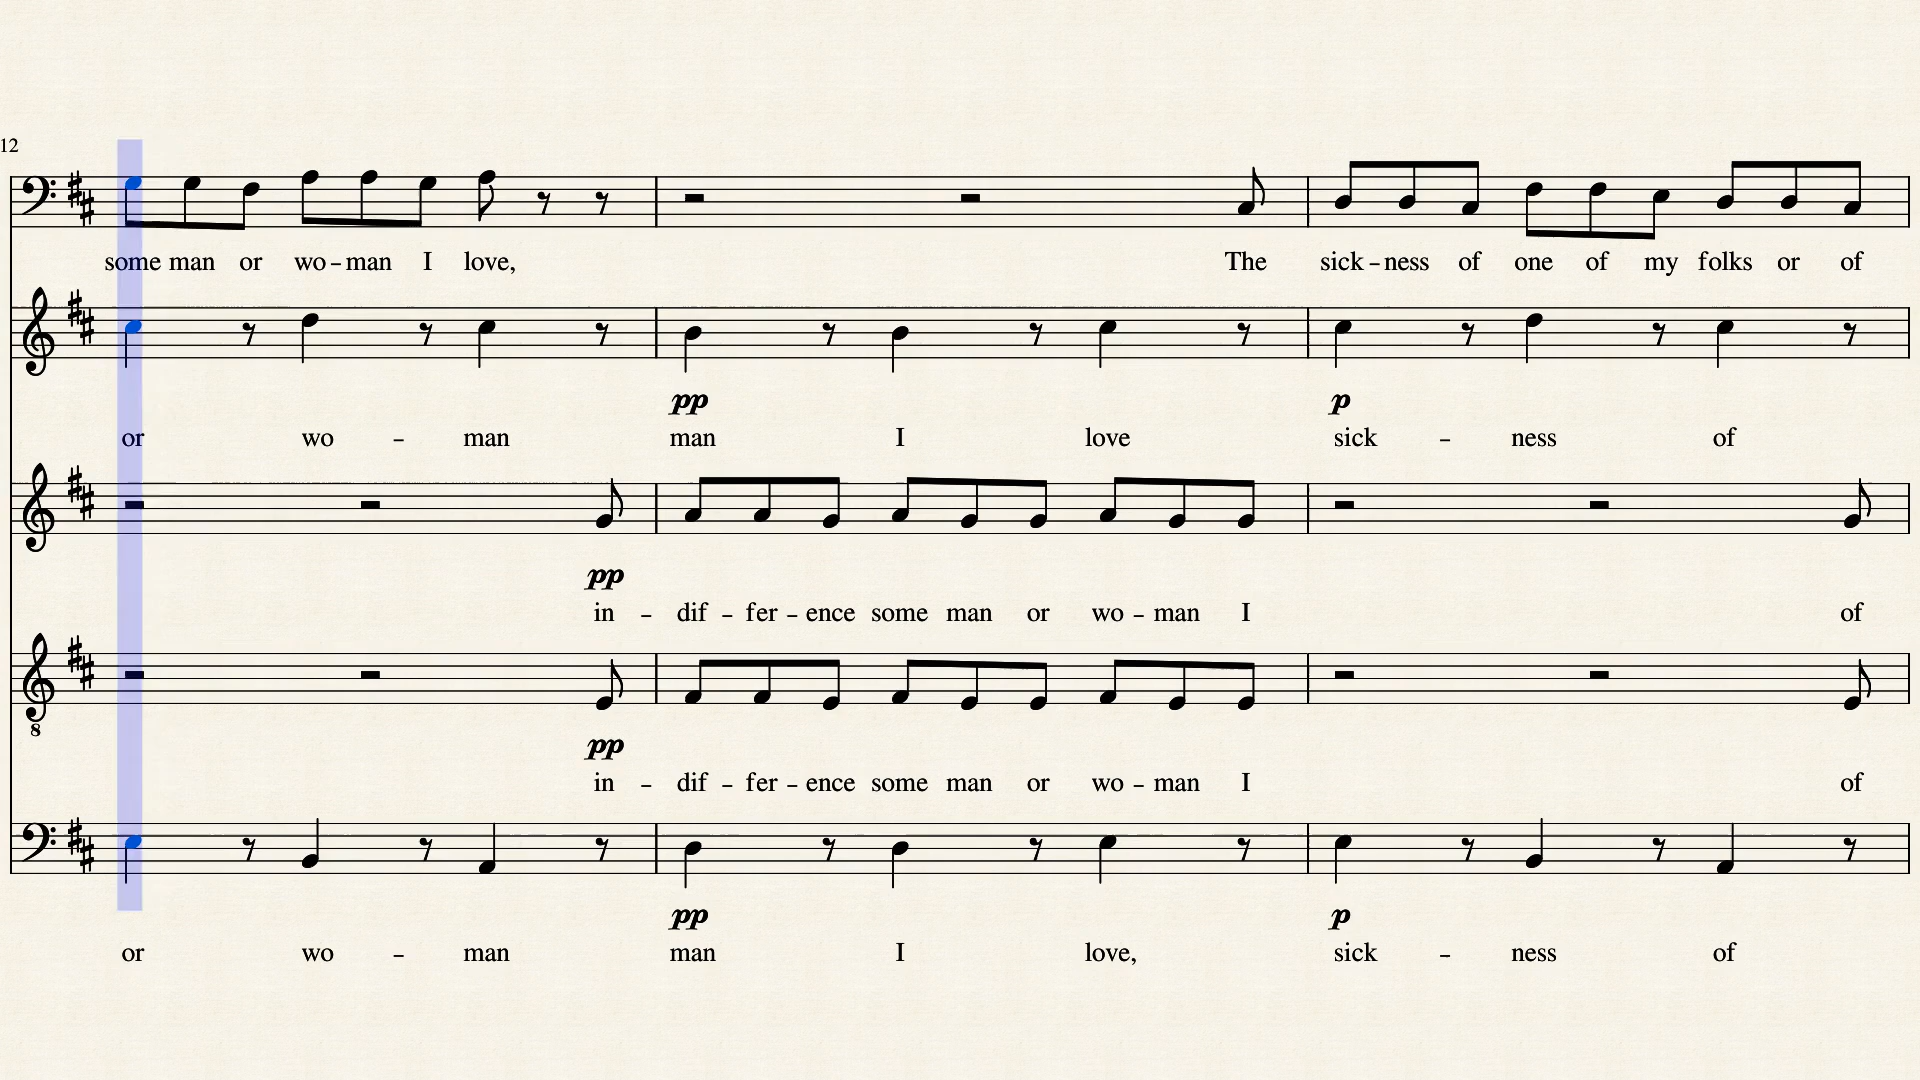 12
some man or wo – man I love, The sick – ness of one of my folks or of
pp p
or wo – man man I love sick – ness of
pp
in – dif – fer – ence some man or wo – man I of
8
pp
in – dif – fer – ence some man or wo – man I of
pp p
or wo – man man I love, sick – ness of